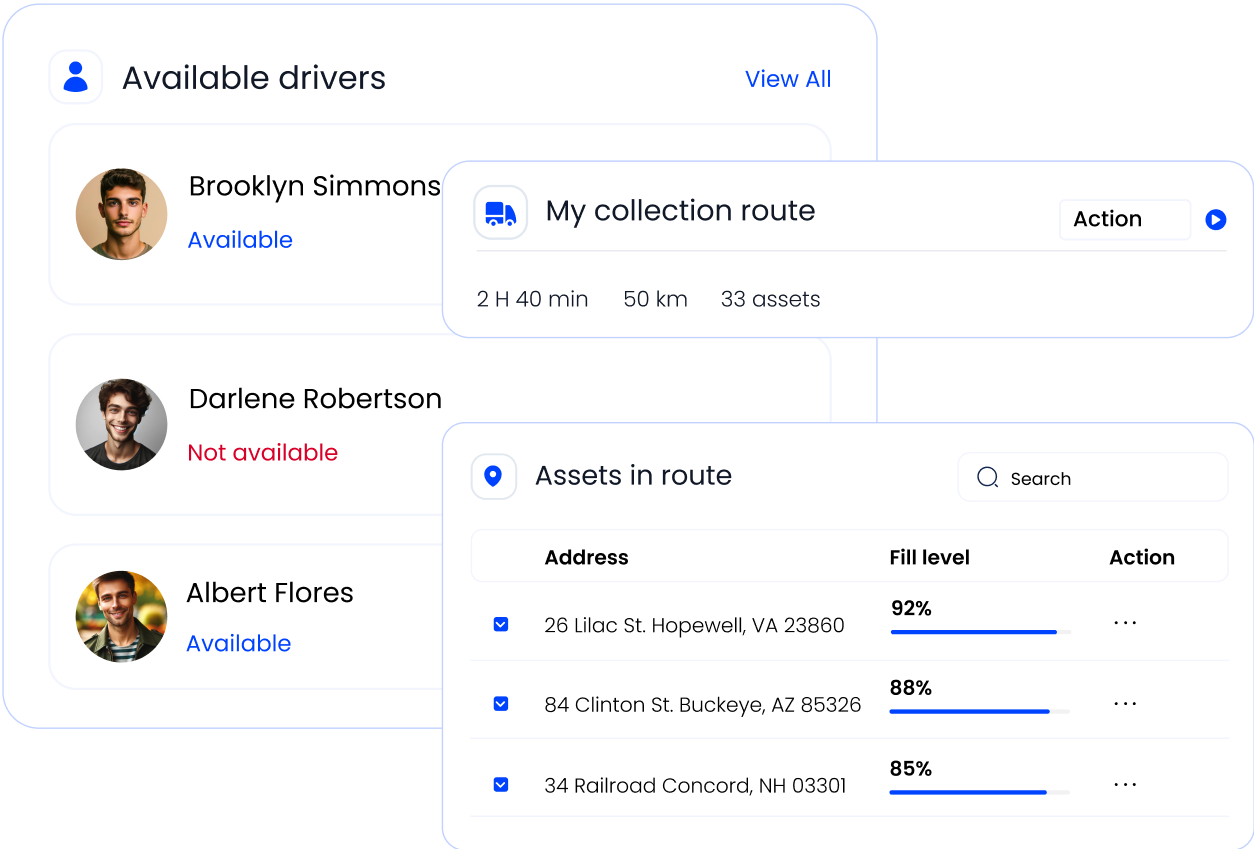 Available drivers
View All
Brooklyn Simmons
Available
Darlene Robertson
Not available
Albert Flores
Available
My collection route
Action
2 H 40 min 50 km 33 assets
Assets in route
Search
Address Fill level Action
26 Lilac St. Hopewell, VA 23860 92% ...
84 Clinton St. Buckeye, AZ 85326 88% ...
34 Railroad Concord, NH 03301 85% ...